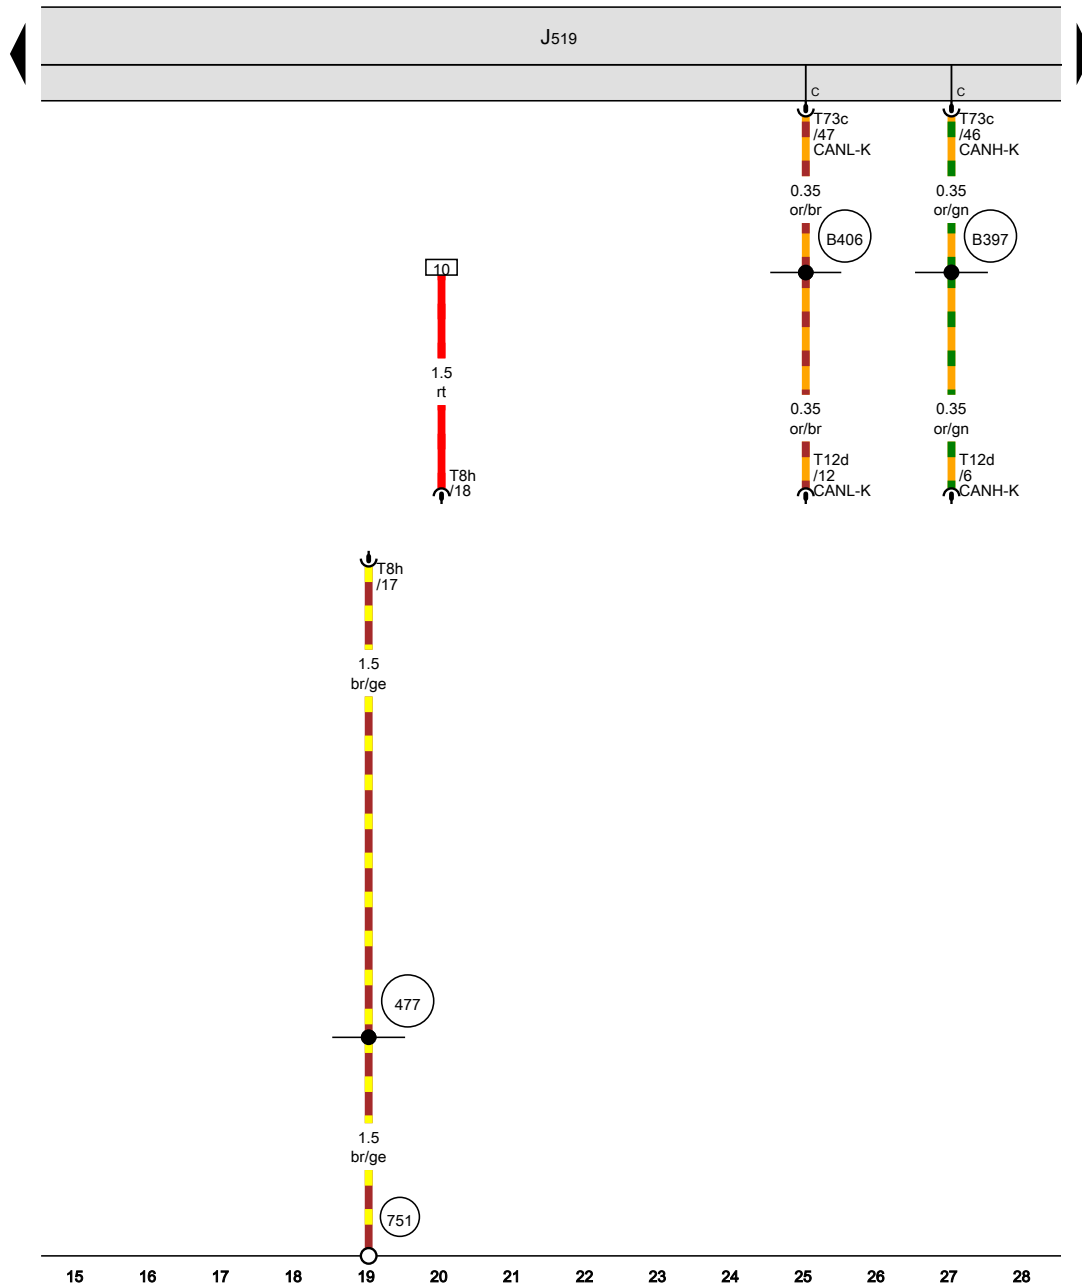 J519
c
c
T73c
/47
CANL-K
T73c
/46
CANH-K
0.35
or/br
0.35
or/gn
B406
B397
10
1.5
rt
0.35
or/br
0.35
or/gn
T8h
/18
T12d
/12
CANL-K
T12d
/6
CANH-K
T8h
/17
1.5
br/ge
477
1.5
br/ge
751
15 16 17 18 19 20 21 22 23 24 25 26 27 28